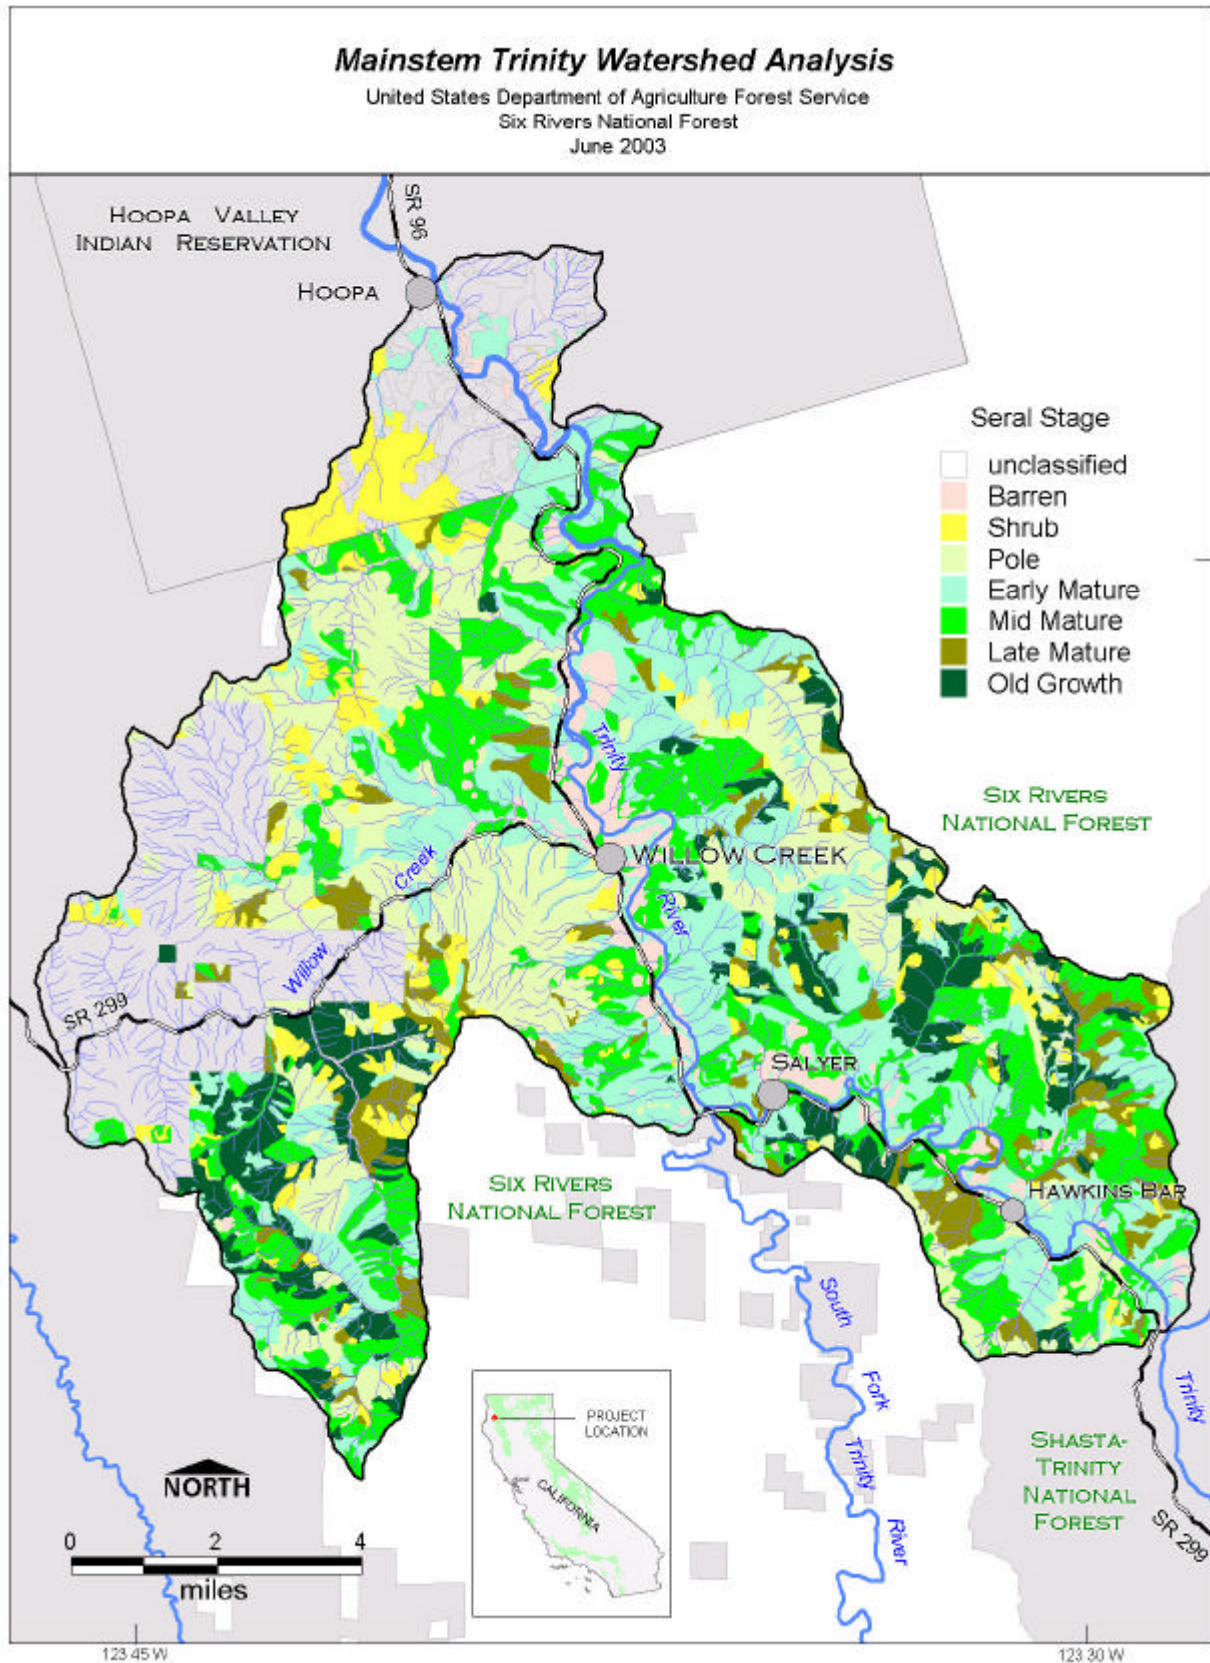 Mainstem Trinity Watershed Analysis
United States Department of Agriculture Forest Service
Six Rivers National Forest
June 2003
HOOPA VALLEY
INDIAN RESERVATION
SR 96
HOOPA
Seral Stage
unclassified
Barren
Shrub
Pole
Early Mature
Mid Mature
Late Mature
Old Growth
Trinity
SIX RIVERS
NATIONAL FOREST
WILLOW CREEK
Creek
River
Willow
SR 299
SALYER
SIX RIVERS
NATIONAL FOREST
HAWKINS BAR
South
Fork
Trinity
River
Trinity
PROJECT
LOCATION
CALIFORNIA
SHASTA-
TRINITY
NATIONAL
FOREST
SR 299
NORTH
0 2 4
miles
123 45 W
123 30 W